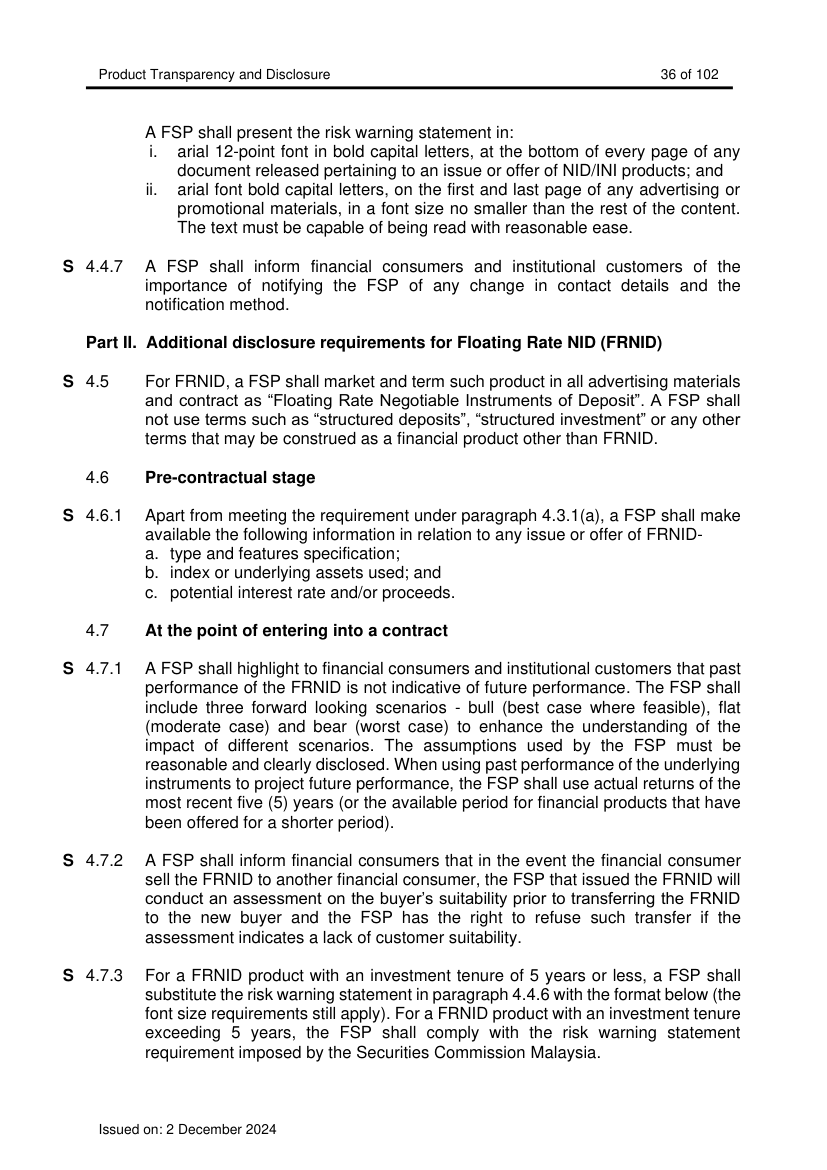 Product Transparency and Disclosure 36 of 102
A FSP shall present the risk warning statement in:
i. arial 12-point font in bold capital letters, at the bottom of every page of any
document released pertaining to an issue or offer of NID/INI products; and
ii. arial font bold capital letters, on the first and last page of any advertising or
promotional materials, in a font size no smaller than the rest of the content.
The text must be capable of being read with reasonable ease.
S 4.4.7 A FSP shall inform financial consumers and institutional customers of the
importance of notifying the FSP of any change in contact details and the
notification method.
Part II. Additional disclosure requirements for Floating Rate NID (FRNID)
S 4.5 For FRNID, a FSP shall market and term such product in all advertising materials
and contract as “Floating Rate Negotiable Instruments of Deposit”. A FSP shall
not use terms such as “structured deposits”, “structured investment” or any other
terms that may be construed as a financial product other than FRNID.
4.6 Pre-contractual stage
S 4.6.1 Apart from meeting the requirement under paragraph 4.3.1(a), a FSP shall make
available the following information in relation to any issue or offer of FRNID-
a. type and features specification;
b. index or underlying assets used; and
c. potential interest rate and/or proceeds.
4.7 At the point of entering into a contract
S 4.7.1 A FSP shall highlight to financial consumers and institutional customers that past
performance of the FRNID is not indicative of future performance. The FSP shall
include three forward looking scenarios - bull (best case where feasible), flat
(moderate case) and bear (worst case) to enhance the understanding of the
impact of different scenarios. The assumptions used by the FSP must be
reasonable and clearly disclosed. When using past performance of the underlying
instruments to project future performance, the FSP shall use actual returns of the
most recent five (5) years (or the available period for financial products that have
been offered for a shorter period).
S 4.7.2 A FSP shall inform financial consumers that in the event the financial consumer
sell the FRNID to another financial consumer, the FSP that issued the FRNID will
conduct an assessment on the buyer’s suitability prior to transferring the FRNID
to the new buyer and the FSP has the right to refuse such transfer if the
assessment indicates a lack of customer suitability.
S 4.7.3 For a FRNID product with an investment tenure of 5 years or less, a FSP shall
substitute the risk warning statement in paragraph 4.4.6 with the format below (the
font size requirements still apply). For a FRNID product with an investment tenure
exceeding 5 years, the FSP shall comply with the risk warning statement
requirement imposed by the Securities Commission Malaysia.
Issued on: 2 December 2024